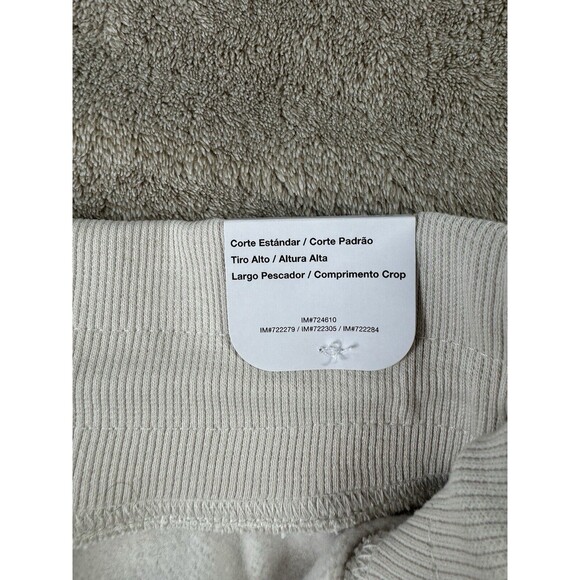 Corte Estándar / Corte Padrão
Tiro Alto / Altura Alta
Largo Pescador / Comprimento Crop
IM#724610
IM#722279 / IM#722305 / IM#722284